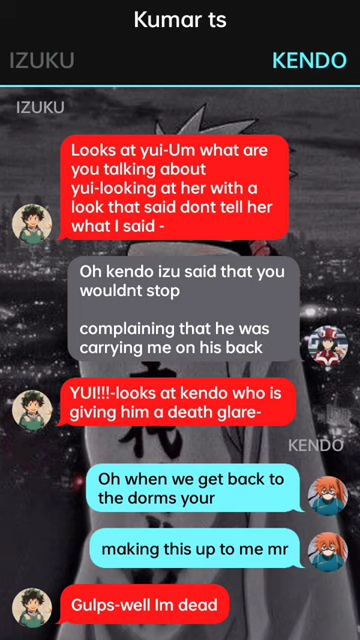 Kumar ts
IZUKU
KENDO
IZUKU
Looks at yui-Um what are
you talking about
yui-looking at her with a
look that said dont tell her
what I said -
Oh kendo izu said that you
wouldnt stop
complaining that he was
carrying me on his back
YUI!!!-looks at kendo who is
giving him a death glare-
KENDO
Oh when we get back to
the dorms your
making this up to me mr
Gulps-well Im dead